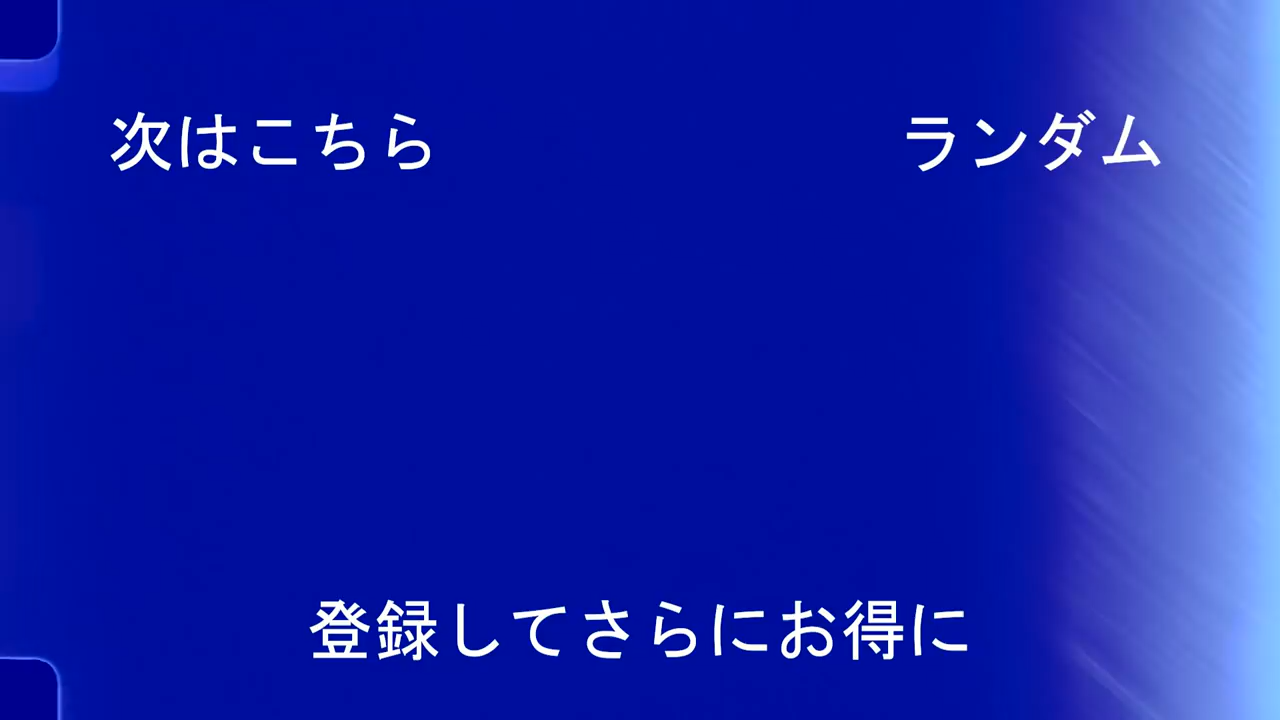 次はこちら
ランダム
登録してさらにお得に